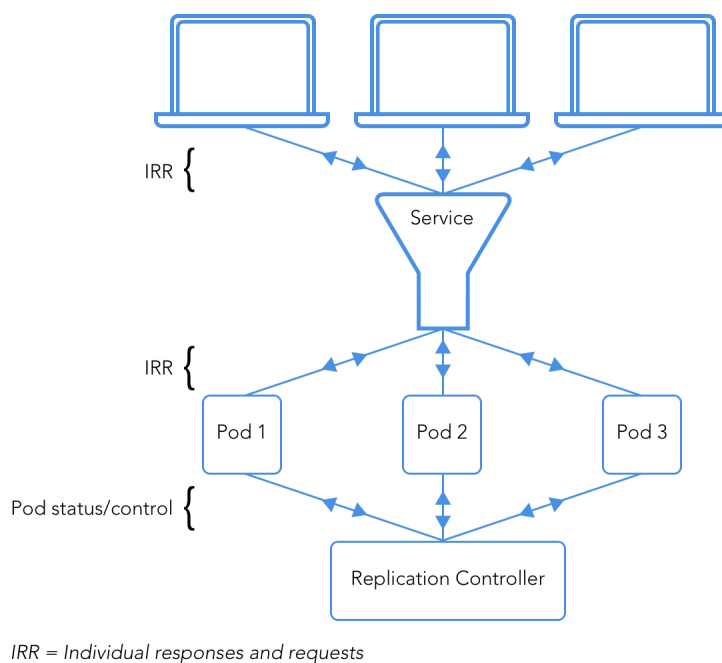 IRR
Service
IRR
Pod 1
Pod 2
Pod 3
Pod status/control
Replication Controller
IRR = Individual responses and requests